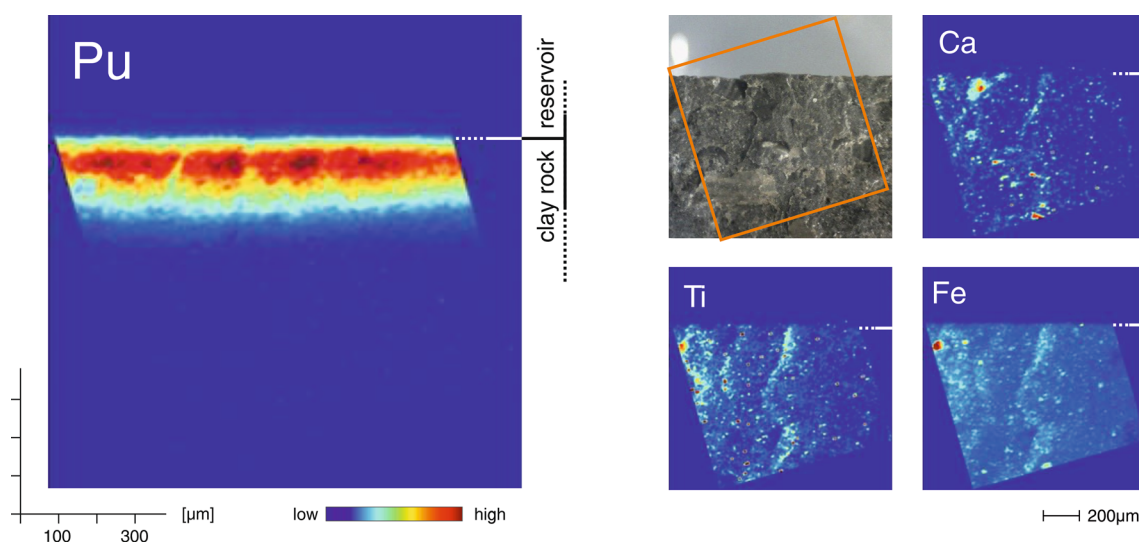 Pu
reservoir
clay rock
[µm]
100
300
low
high
Ca
Ti
Fe
200µm